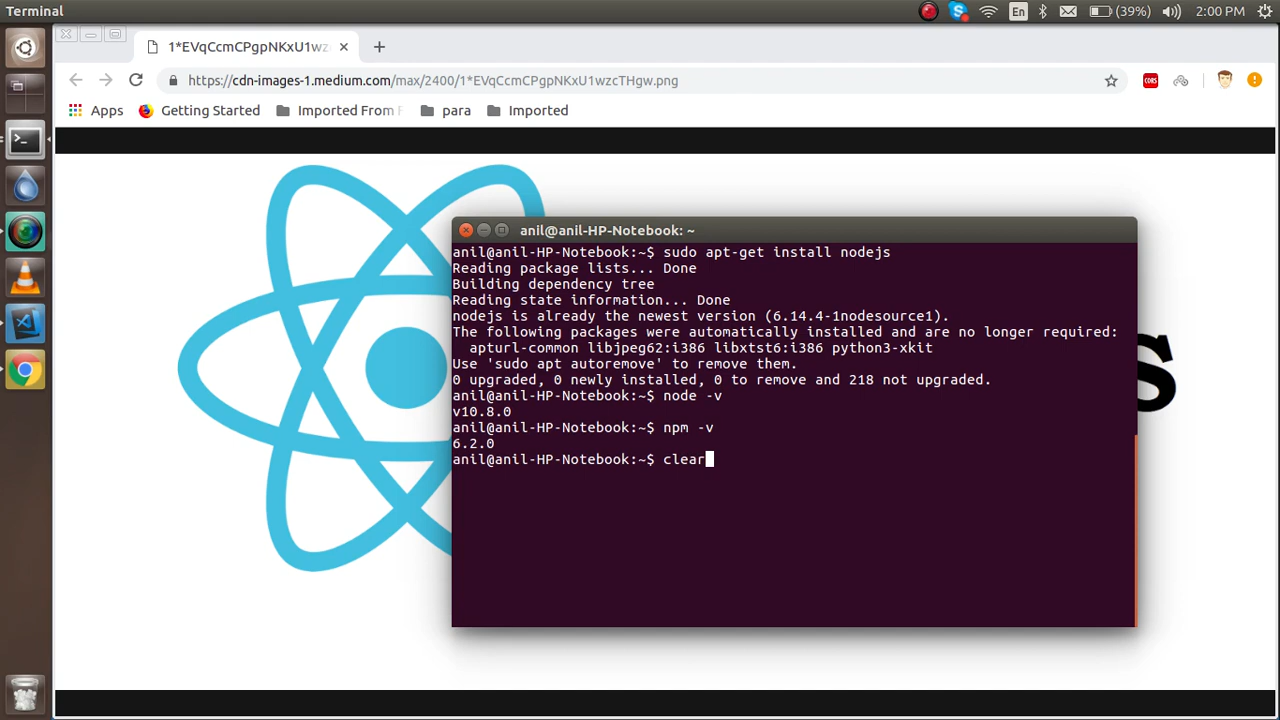 Terminal
En
(39%)
2:00 PM
1*EVqCcmCPgpNKxU1wz
https://cdn-images-1.medium.com/max/2400/1*EVqCcmCPgpNKxU1wzcTHgw.png
CORS
Apps
Getting Started
Imported From F
para
Imported
anil@anil-HP-Notebook: ~
anil@anil-HP-Notebook:~$ sudo apt-get install nodejs
Reading package lists... Done
Building dependency tree
Reading state information... Done
nodejs is already the newest version (6.14.4-1nodesource1).
The following packages were automatically installed and are no longer required:
apturl-common libjpeg62:i386 libxtst6:i386 python3-xkit
Use 'sudo apt autoremove' to remove them.
0 upgraded, 0 newly installed, 0 to remove and 218 not upgraded.
anil@anil-HP-Notebook:~$ node -v
v10.8.0
anil@anil-HP-Notebook:~$ npm -v
6.2.0
anil@anil-HP-Notebook:~$ clear